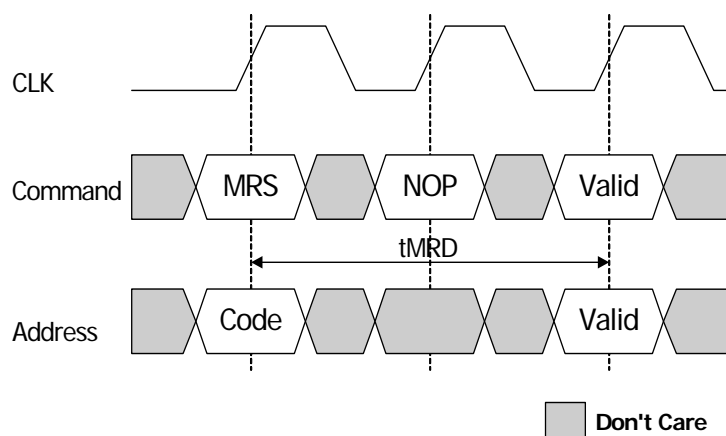 CLK
Command MRS NOP Valid
tMRD
Address Code Valid
Don't Care